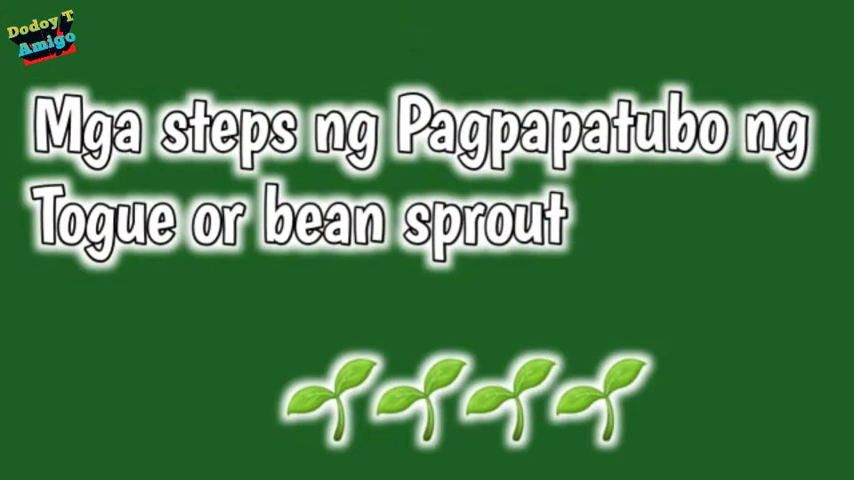 Dodoy T
Amigo
Mga steps ng Pagpapatubo ng
Togue or bean sprout